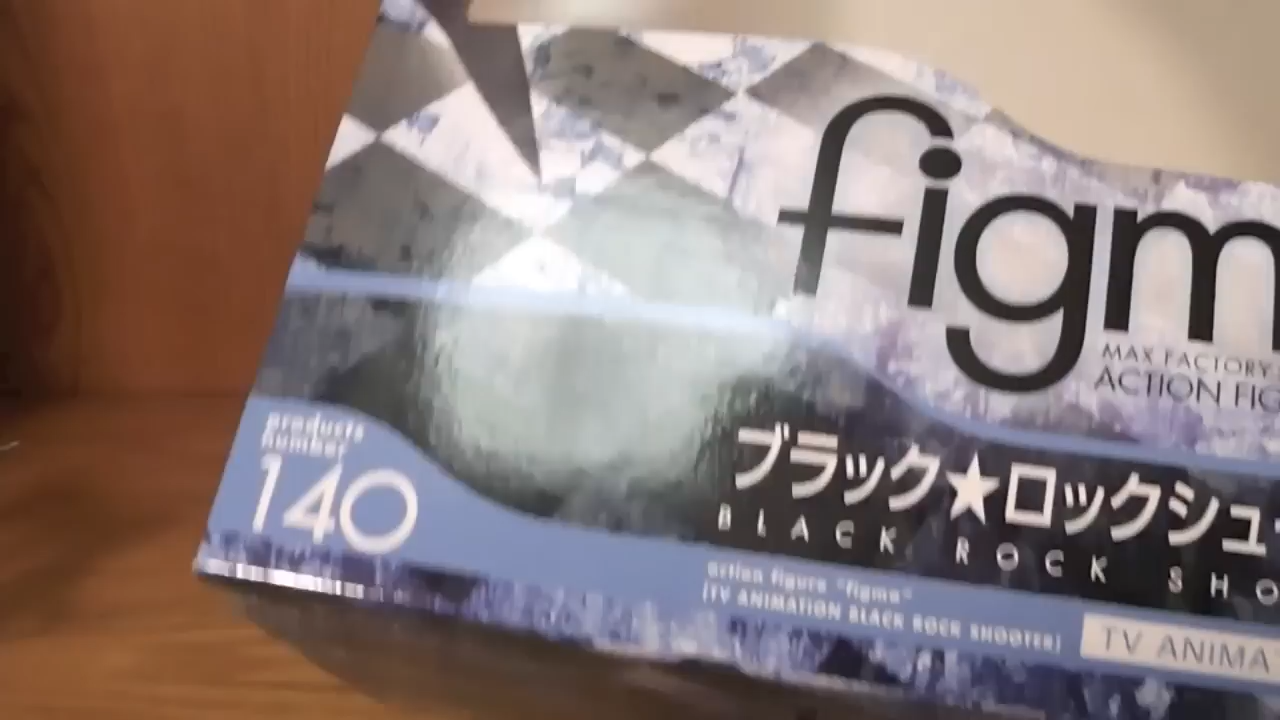 figm
MAX FACTORY
ACTION FIG
products
number
140
ブラック★ロックシュ
BLACK ROCK SHO
action figure "figma"
(TV ANIMATION BLACK ROCK SHOOTER)
TV ANIMA